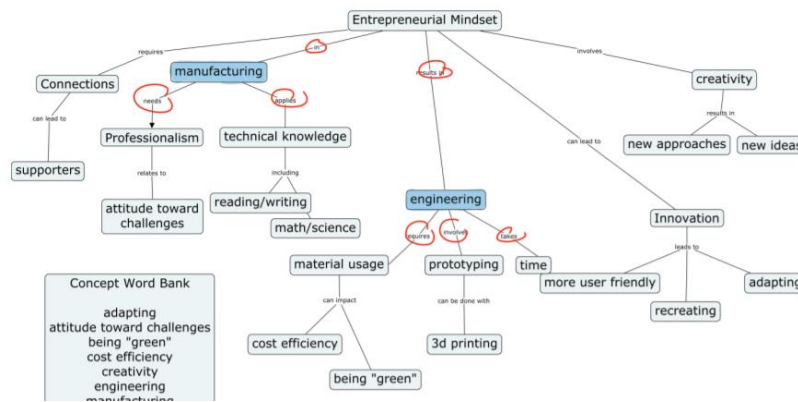 Entrepreneurial Mindset
requires
in
results in
involves
Connections
manufacturing
creativity
needs
applies
results in
can lead to
Professionalism
technical knowledge
new approaches
new ideas
can lead to
supporters
relates to
including
attitude toward
challenges
reading/writing
math/science
engineering
Innovation
equires
involves
takes
leads to
material usage
prototyping
time
more user friendly
adapting
recreating
can impact
can be done with
cost efficiency
3d printing
being "green"
Concept Word Bank
adapting
attitude toward challenges
being "green"
cost efficiency
creativity
engineering
manufacturing